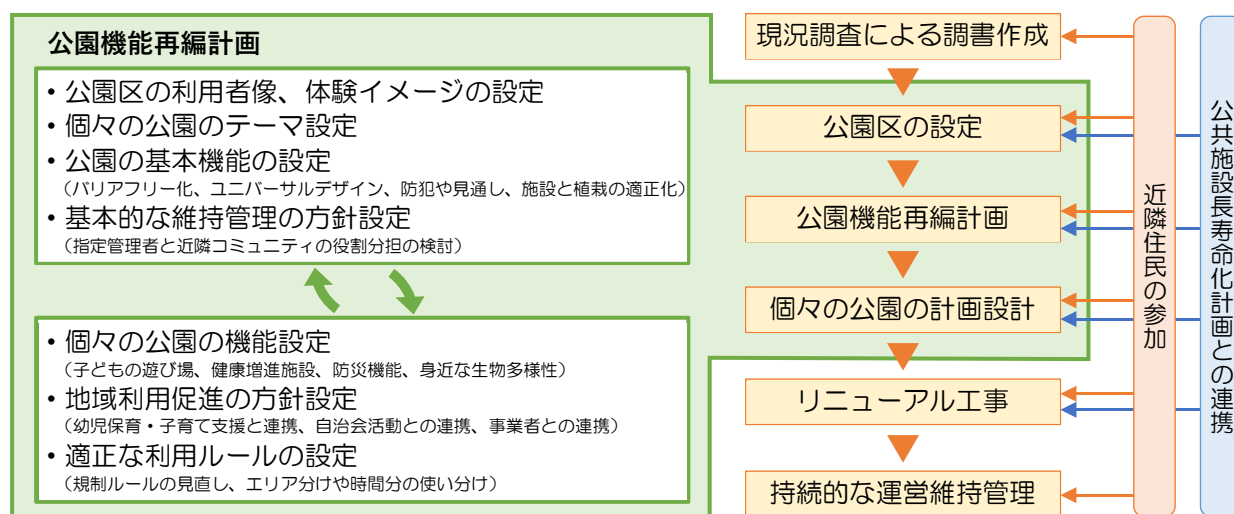 公園機能再編計画
・公園区の利用者像、体験イメージの設定
・個々の公園のテーマ設定
・公園の基本機能の設定
（バリアフリー化、ユニバーサルデザイン、防犯や見通し、施設と植栽の適正化）
・基本的な維持管理の方針設定
（指定管理者と近隣コミュニティの役割分担の検討）
・個々の公園の機能設定
（子どもの遊び場、健康増進施設、防災機能、身近な生物多様性）
・地域利用促進の方針設定
（幼児保育・子育て支援と連携、自治会活動との連携、事業者との連携）
・適正な利用ルールの設定
（規制ルールの見直し、エリア分けや時間分の使い分け）
現況調査による調書作成
公園区の設定
公園機能再編計画
個々の公園の計画設計
リニューアル工事
持続的な運営維持管理
近隣住民の参加
公共施設長寿命化計画との連携